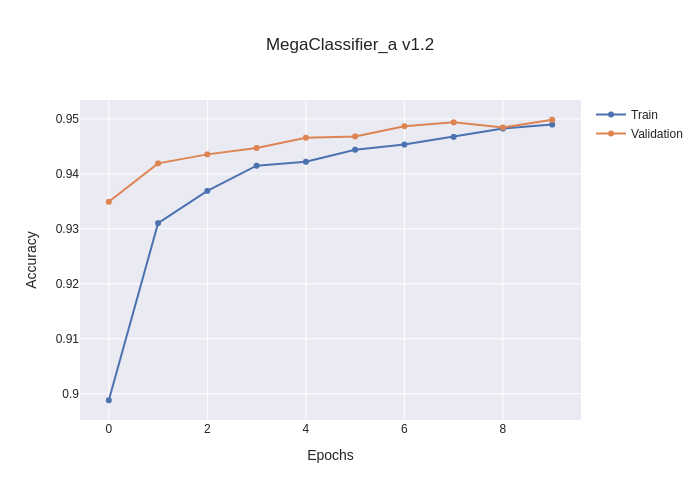 MegaClassifier_a v1.2
Train
Validation
0.95
0.94
0.93
0.92
0.91
0.9
Accuracy
0 2 4 6 8
Epochs